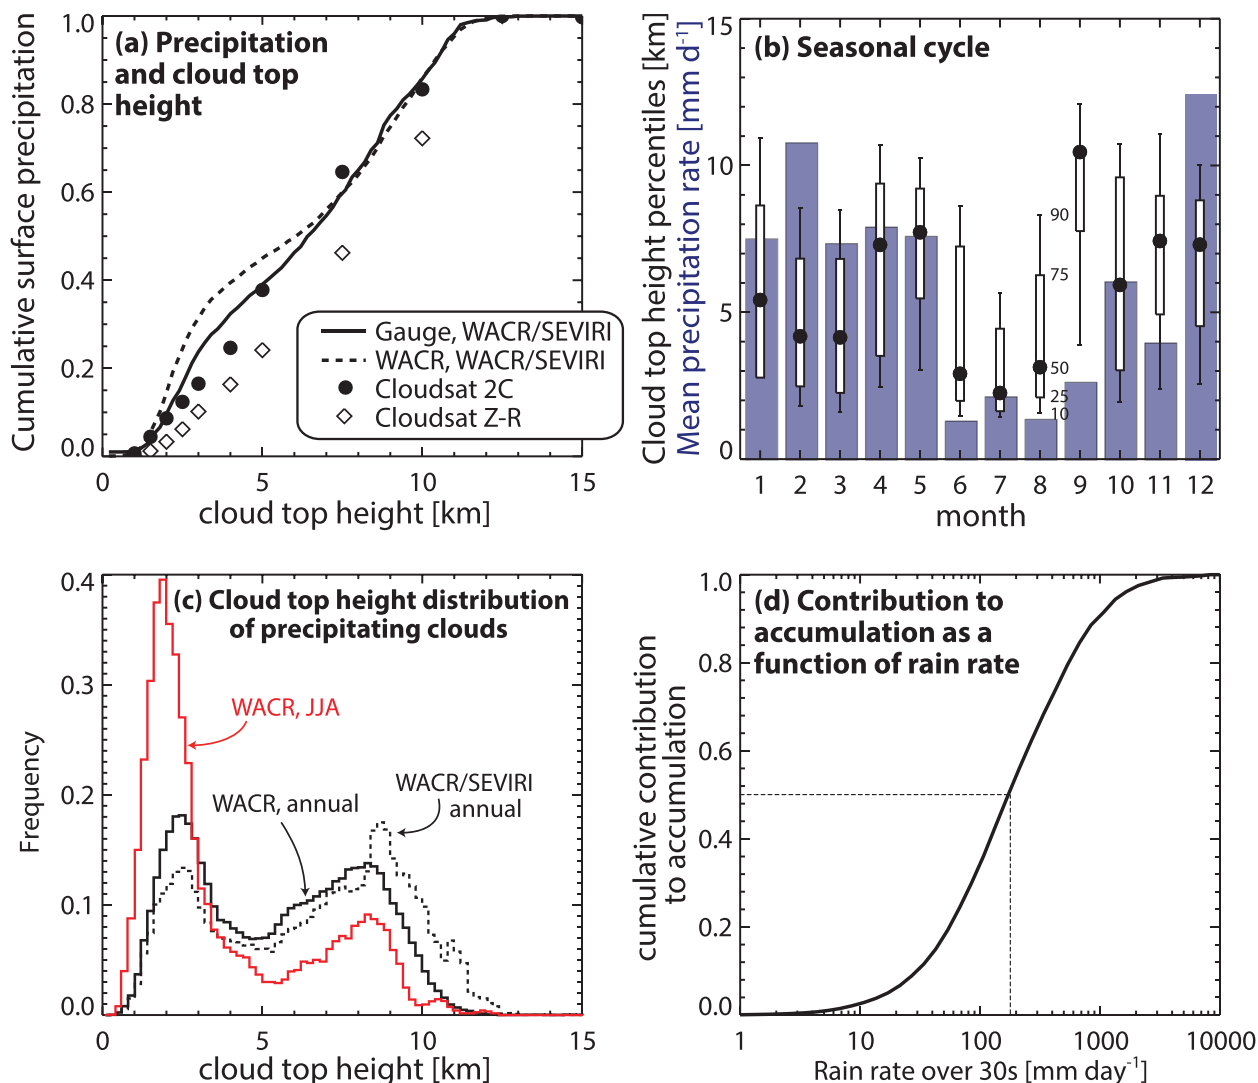 (a) Precipitation
and cloud top
height
Cumulative surface precipitation
1.0
0.8
0.6
0.4
0.2
0.0
Gauge, WACR/SEVIRI
WACR, WACR/SEVIRI
Cloudsat 2C
Cloudsat Z-R
0 5 10 15
cloud top height [km]
(b) Seasonal cycle
Cloud top height percentiles [km]
Mean precipitation rate [mm d-1]
15
10
5
0
90
75
50
25
10
1 2 3 4 5 6 7 8 9 10 11 12
month
(c) Cloud top height distribution
of precipitating clouds
Frequency
0.4
0.3
0.2
0.1
0.0
WACR, JJA
WACR, annual
WACR/SEVIRI
annual
0 5 10 15
cloud top height [km]
(d) Contribution to
accumulation as a
function of rain rate
cumulative contribution
to accumulation
1.0
0.8
0.6
0.4
0.2
0.0
1 10 100 1000 10000
Rain rate over 30s [mm day-1]